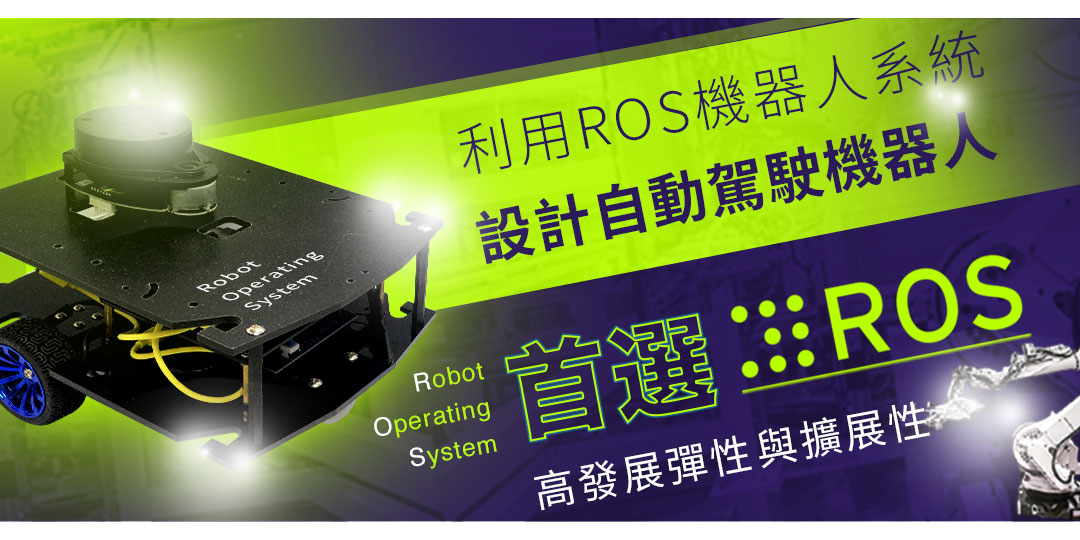 利用ROS機器人系統
設計自動駕駛機器人
Robot
Operating
System
Robot
Operating
System
首選
ROS
高發展彈性與擴展性